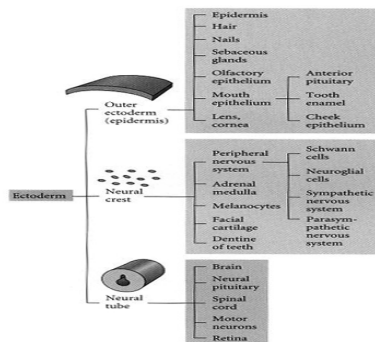 Epidermis
Hair
Nails
Sebaceous
glands
Olfactory
epithelium
Mouth
epithelium
Lens,
cornea
Anterior
pituitary
Tooth
enamel
Cheek
epithelium
Outer
ectoderm
(epidermis)
Ectoderm
Neural
crest
Peripheral
nervous
system
Adrenal
medulla
Melanocytes
Facial
cartilage
Dentine
of teeth
Schwann
cells
Neuroglial
cells
Sympathetic
nervous
system
Parasym-
pathetic
nervous
system
Neural
tube
Brain
Neural
pituitary
Spinal
cord
Motor
neurons
Retina